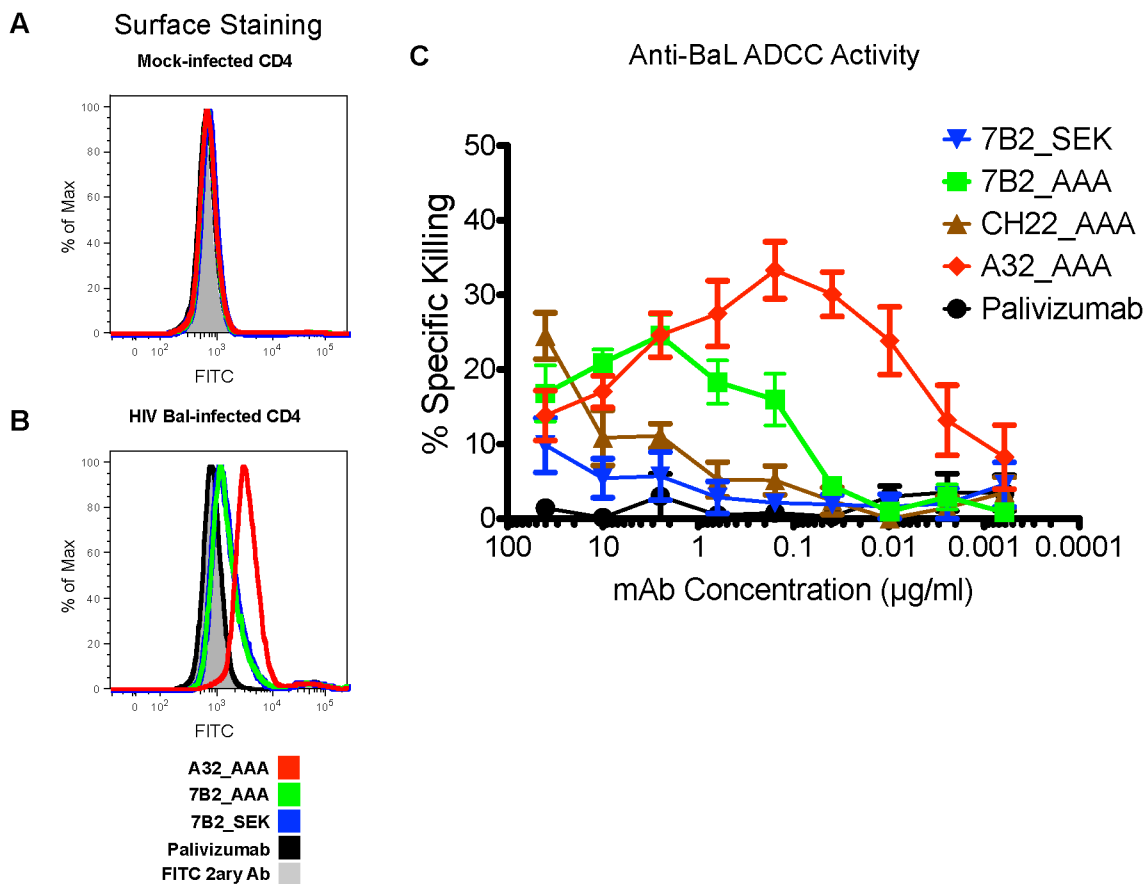 A
Surface Staining
Mock-infected CD4
100
80
60
40
20
0
% of Max
0 10² 10³ 10⁴ 10⁵
FITC
B
HIV Bal-infected CD4
100
80
60
40
20
0
% of Max
0 10² 10³ 10⁴ 10⁵
FITC
A32_AAA
7B2_AAA
7B2_SEK
Palivizumab
FITC 2ary Ab
C
Anti-BaL ADCC Activity
% Specific Killing
50
40
30
20
10
0
100 10 1 0.1 0.01 0.001 0.0001
mAb Concentration (µg/ml)
7B2_SEK
7B2_AAA
CH22_AAA
A32_AAA
Palivizumab